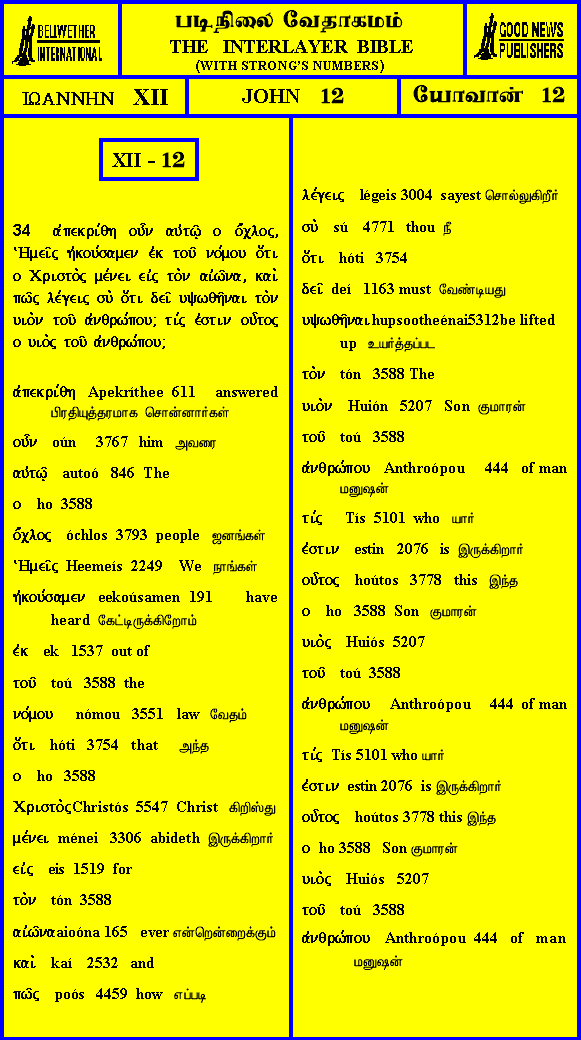 BELLWETHER
INTERNATIONAL
படிநிலை வேதாகமம்
THE INTERLAYER BIBLE
(WITH STRONG'S NUMBERS)
GOOD NEWS
PUBLISHERS
ΙΩΑΝΝΗΝ XII
JOHN 12
யோவான் 12
XII - 12
34 ἀπεκρίθη οὖν αὐτῷ ο ὄχλος,
Ἡμεῖς ἠκούσαμεν ἐκ τοῦ νόμου ὅτι
ο Χριστὸς μένει εἰς τὸν αἰῶνα, καὶ
πῶς λέγεις σὺ ὅτι δεῖ υψωθῆναι τὸν
υιὸν τοῦ ἀνθρώπου; τίς ἐστιν οὗτος
ο υιὸς τοῦ ἀνθρώπου;
ἀπεκρίθη Apekríthee 611 answered
பிரதியுத்தரமாக சொன்னார்கள்
οὖν oún 3767 him அவரை
αὐτῷ autoó 846 The
ο ho 3588
ὄχλος óchlos 3793 people ஜனங்கள்
Ἡμεῖς Heemeís 2249 We நாங்கள்
ἠκούσαμεν eekoúsamen 191 have
heard கேட்டிருக்கிறோம்
ἐκ ek 1537 out of
τοῦ toú 3588 the
νόμου nómou 3551 law வேதம்
ὅτι hóti 3754 that அந்த
ο ho 3588
Χριστὸς Christós 5547 Christ கிறிஸ்து
μένει ménei 3306 abideth இருக்கிறார்
εἰς eis 1519 for
τὸν tón 3588
αἰῶνα aioóna 165 ever என்றென்றைக்கும்
καὶ kaí 2532 and
πῶς poós 4459 how எப்படி
λέγεις légeis 3004 sayest சொல்லுகிறீர்
σὺ sú 4771 thou நீ
ὅτι hóti 3754
δεῖ deí 1163 must வேண்டியது
υψωθῆναι hupsootheénai5312be lifted
up உயர்த்தப்பட
τὸν tón 3588 The
υιὸν Huión 5207 Son குமாரன்
τοῦ toú 3588
ἀνθρώπου Anthroópou 444 of man
மனுஷன்
τίς Tís 5101 who யார்
ἐστιν estin 2076 is இருக்கிறார்
οὗτος hoútos 3778 this இந்த
ο ho 3588 Son குமாரன்
υιὸς Huiós 5207
τοῦ toú 3588
ἀνθρώπου Anthroópou 444 of man
மனுஷன்
τίς Tís 5101 who யார்
ἐστιν estin 2076 is இருக்கிறார்
οὗτος hoútos 3778 this இந்த
ο ho 3588 Son குமாரன்
υιὸς Huiós 5207
τοῦ toú 3588
ἀνθρώπου Anthroópou 444 of man
மனுஷன்